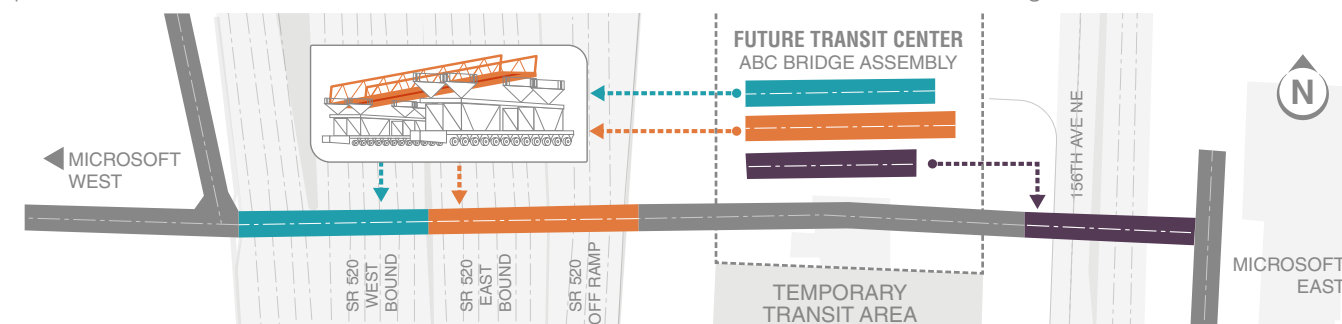 FUTURE TRANSIT CENTER
ABC BRIDGE ASSEMBLY
N
156TH AVE NE
MICROSOFT
WEST
SR 520
WEST
BOUND
SR 520
EAST
BOUND
SR 520
OFF RAMP
TEMPORARY
TRANSIT AREA
MICROSOFT
EAST